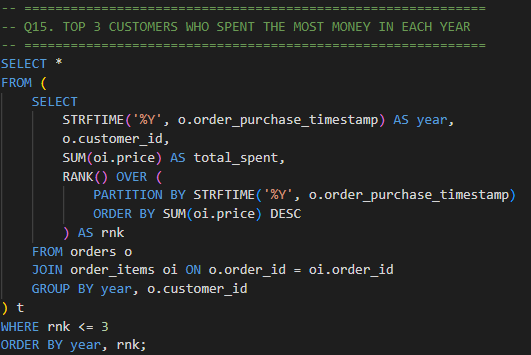 -- ============================================================
-- Q15. TOP 3 CUSTOMERS WHO SPENT THE MOST MONEY IN EACH YEAR
-- ============================================================
SELECT *
FROM (
    SELECT
        STRFTIME('%Y', o.order_purchase_timestamp) AS year,
        o.customer_id,
        SUM(oi.price) AS total_spent,
        RANK() OVER (
            PARTITION BY STRFTIME('%Y', o.order_purchase_timestamp)
            ORDER BY SUM(oi.price) DESC
        ) AS rnk
    FROM orders o
    JOIN order_items oi ON o.order_id = oi.order_id
    GROUP BY year, o.customer_id
) t
WHERE rnk <= 3
ORDER BY year, rnk;